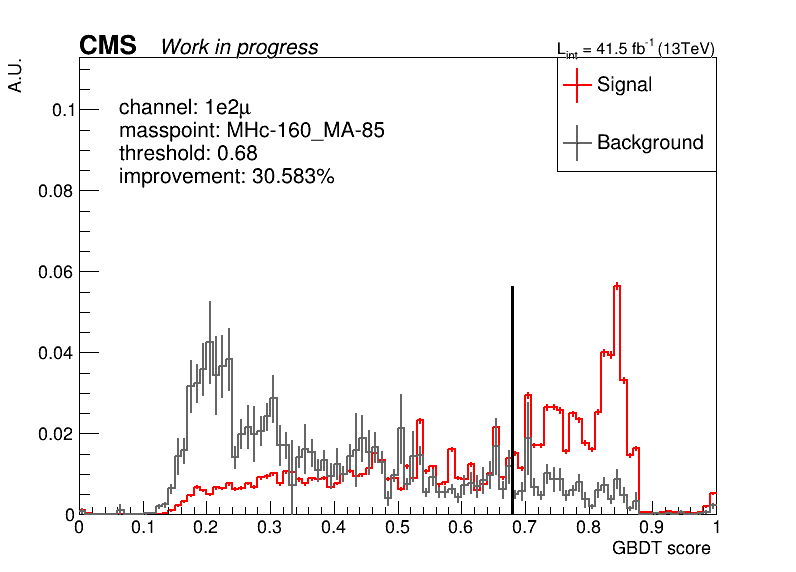 CMS Work in progress
L_int = 41.5 fb^-1 (13TeV)
A.U.
Signal
Background
channel: 1e2μ
masspoint: MHc-160_MA-85
threshold: 0.68
improvement: 30.583%
0.1
0.08
0.06
0.04
0.02
0
0 0.1 0.2 0.3 0.4 0.5 0.6 0.7 0.8 0.9 1
GBDT score